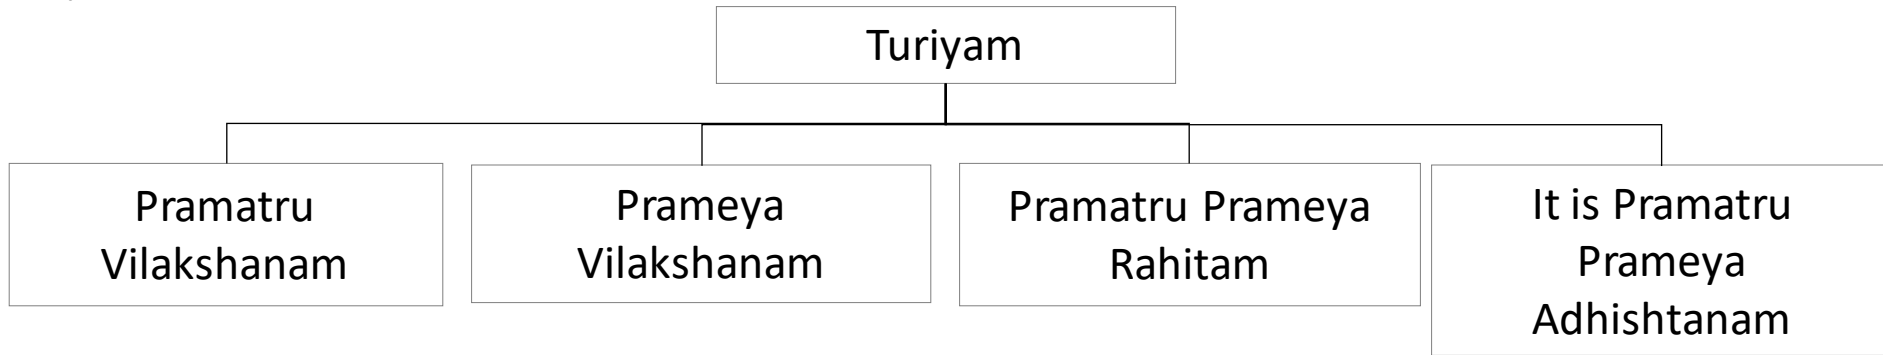 Turiyam
Pramatru
Vilakshanam
Prameya
Vilakshanam
Pramatru Prameya
Rahitam
It is Pramatru
Prameya
Adhishtanam